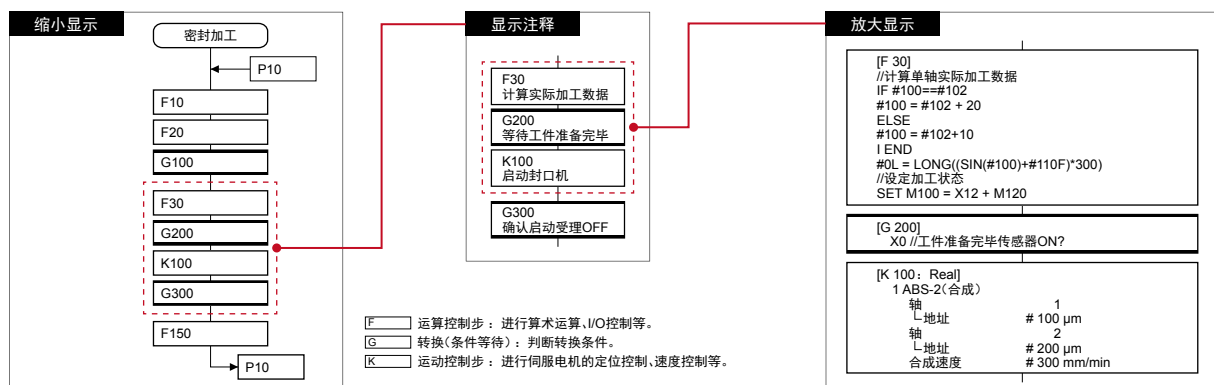 缩小显示
密封加工
P10
F10
F20
G100
F30
G200
K100
G300
F150
P10
显示注释
F30
计算实际加工数据
G200
等待工件准备完毕
K100
启动封口机
G300
确认启动受理OFF
F 运算控制步：进行算术运算、I/O控制等。
G 转换（条件等待）：判断转换条件。
K 运动控制步：进行伺服电机的定位控制、速度控制等。
放大显示
[F 30]
//计算单轴实际加工数据
IF #100==#102
#100 = #102 + 20
ELSE
#100 = #102+10
I END
#0L = LONG((SIN(#100)+#110F)*300)
//设定加工状态
SET M100 = X12 + M120
[G 200]
X0 //工件准备完毕传感器ON?
[K 100：Real]
1 ABS-2（合成）
轴 1
地址 # 100 µm
轴 2
地址 # 200 µm
合成速度 # 300 mm/min